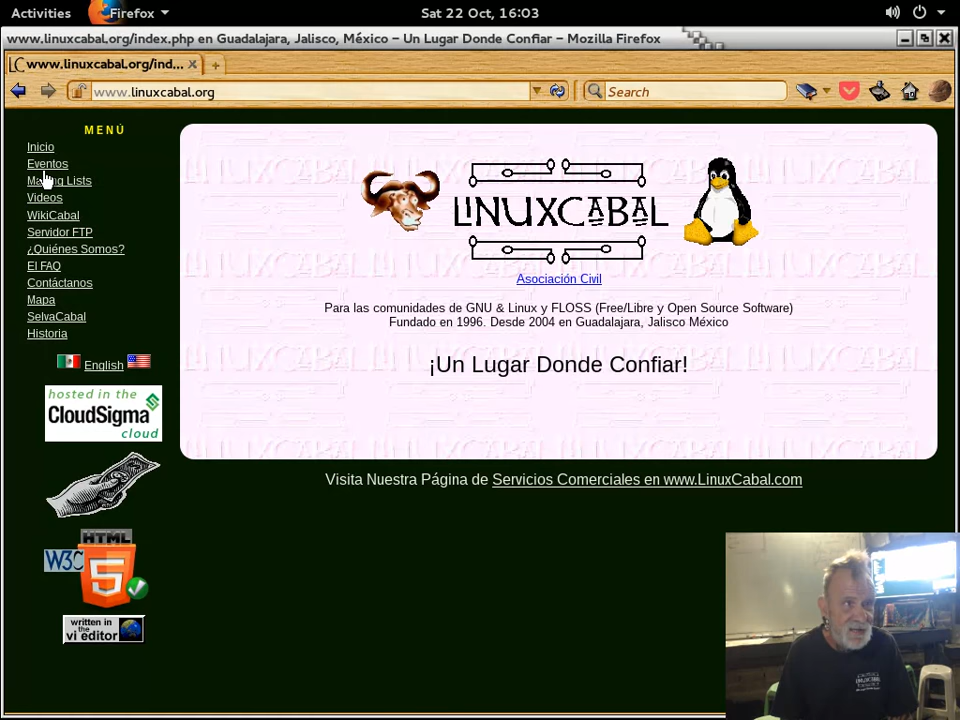 Activities Firefox Sat 22 Oct, 16:03
www.linuxcabal.org/index.php en Guadalajara, Jalisco, México – Un Lugar Donde Confiar – Mozilla Firefox
www.linuxcabal.org/ind...
www.linuxcabal.org
Search
MENÚ
Inicio
Eventos
Mailing Lists
Videos
WikiCabal
Servidor FTP
¿Quiénes Somos?
El FAQ
Contáctanos
Mapa
SelvaCabal
Historia
English
hosted in the
CloudSigma
cloud
HTML
W3C
5
written in
the
vi editor
LINUXCABAL
Asociación Civil
Para las comunidades de GNU & Linux y FLOSS (Free/Libre y Open Source Software)
Fundado en 1996. Desde 2004 en Guadalajara, Jalisco México
¡Un Lugar Donde Confiar!
Visita Nuestra Página de Servicios Comerciales en www.LinuxCabal.com